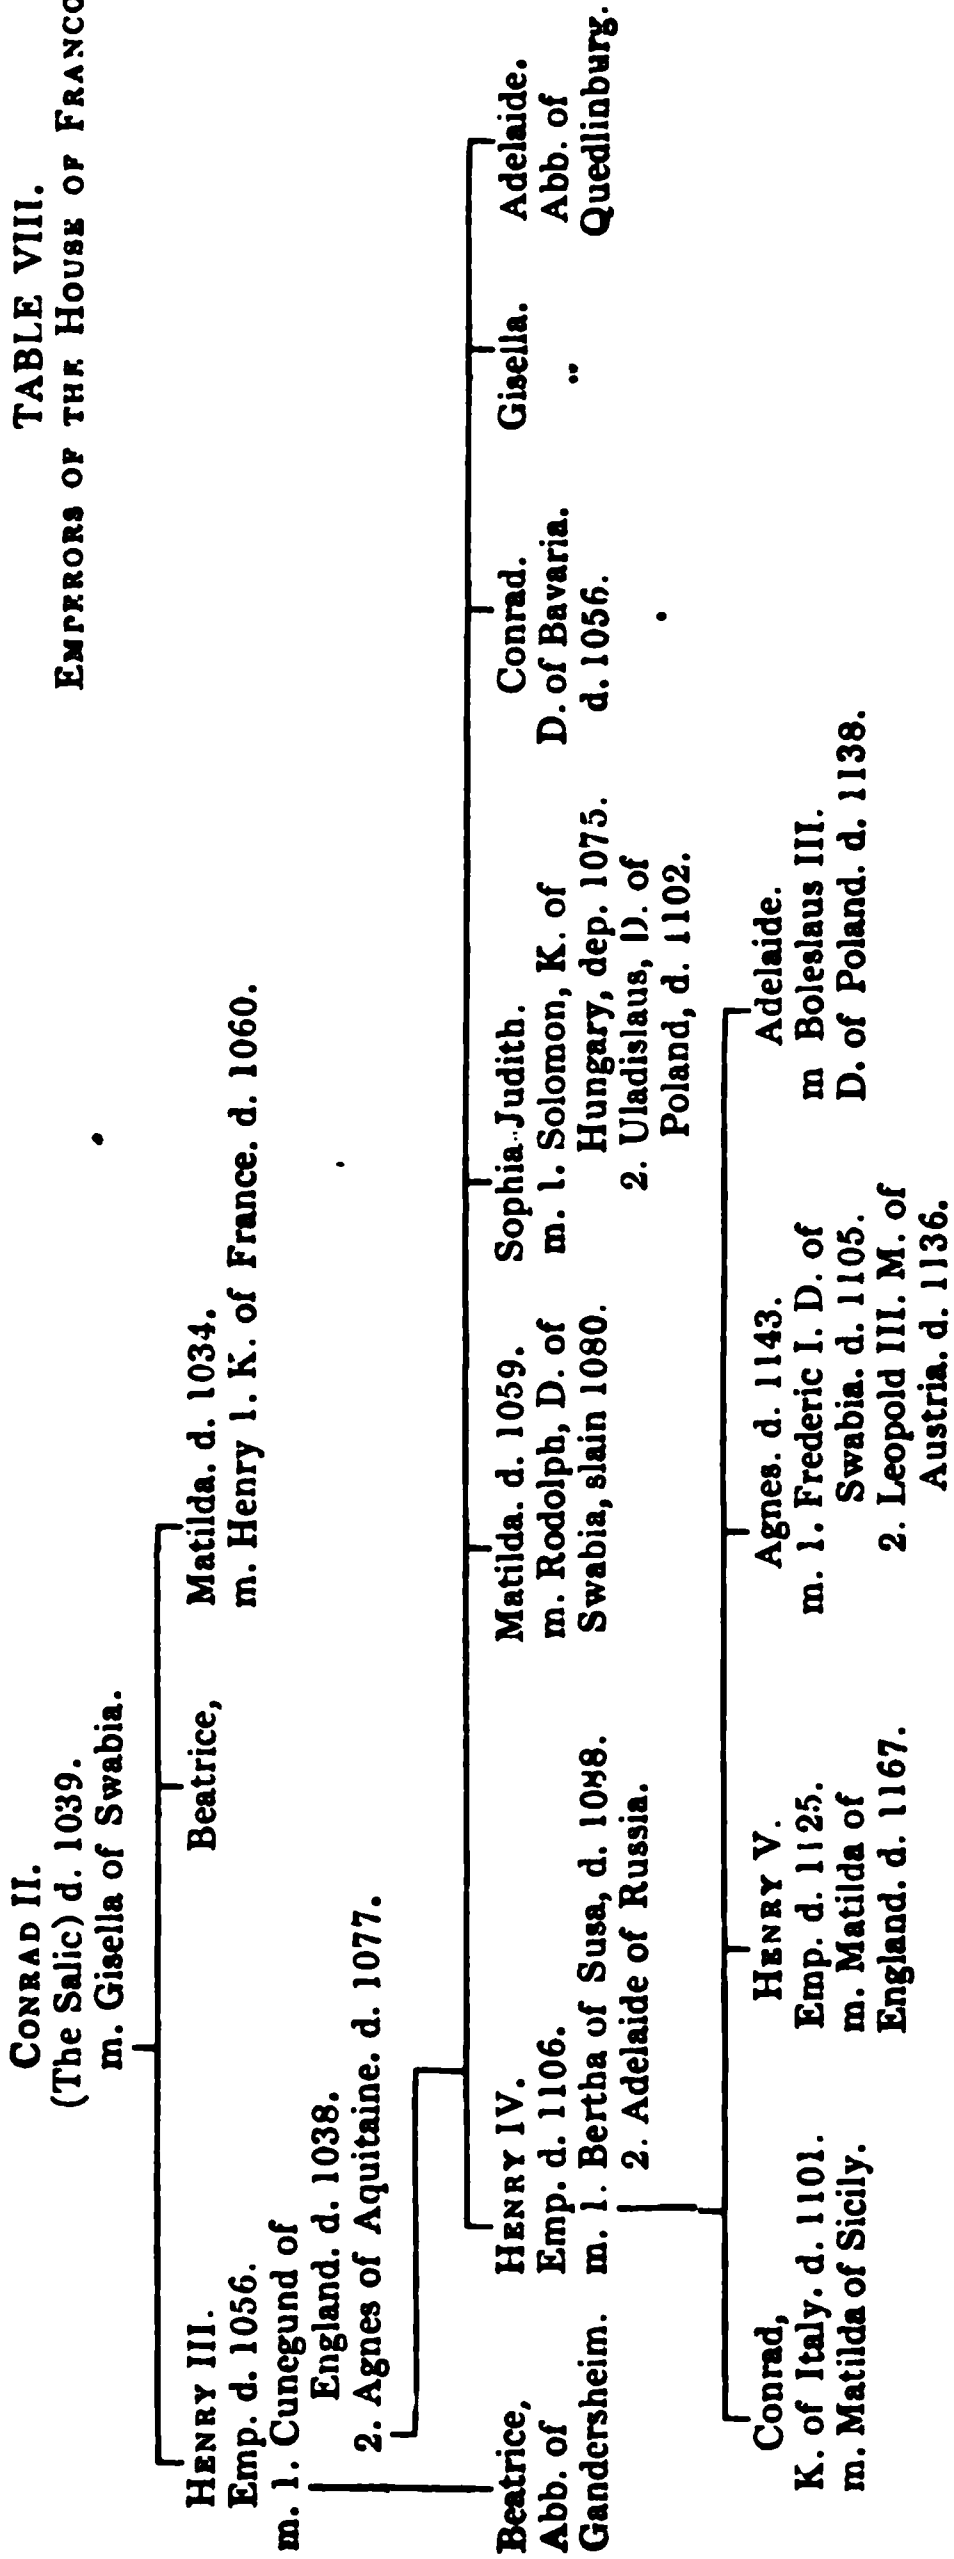 TABLE VIII.
EMPERORS OF THE HOUSE OF FRANCO
CONRAD II.
(The Salic) d. 1039.
m. Gisella of Swabia.
HENRY III.
Emp. d. 1056.
m. 1. Cunegund of
England. d. 1038.
2. Agnes of Aquitaine. d. 1077.
Beatrice,
Matilda. d. 1034.
m. Henry I. K. of France. d. 1060.
Beatrice,
Abb. of
Gandersheim.
HENRY IV.
Emp. d. 1106.
m. 1. Bertha of Susa, d. 1088.
2. Adelaide of Russia.
Matilda. d. 1059.
m. Rodolph, D. of
Swabia, slain 1080.
Sophia-Judith.
m. 1. Solomon, K. of
Hungary, dep. 1075.
2. Uladislaus, D. of
Poland, d. 1102.
Conrad.
D. of Bavaria.
d. 1056.
Gisella.
Adelaide.
Abb. of
Quedlinburg.
Conrad,
K. of Italy. d. 1101.
m. Matilda of Sicily.
HENRY V.
Emp. d. 1125.
m. Matilda of
England. d. 1167.
Agnes. d. 1143.
m. 1. Frederic I. D. of
Swabia. d. 1105.
2. Leopold III. M. of
Austria. d. 1136.
Adelaide.
m Boleslaus III.
D. of Poland. d. 1138.